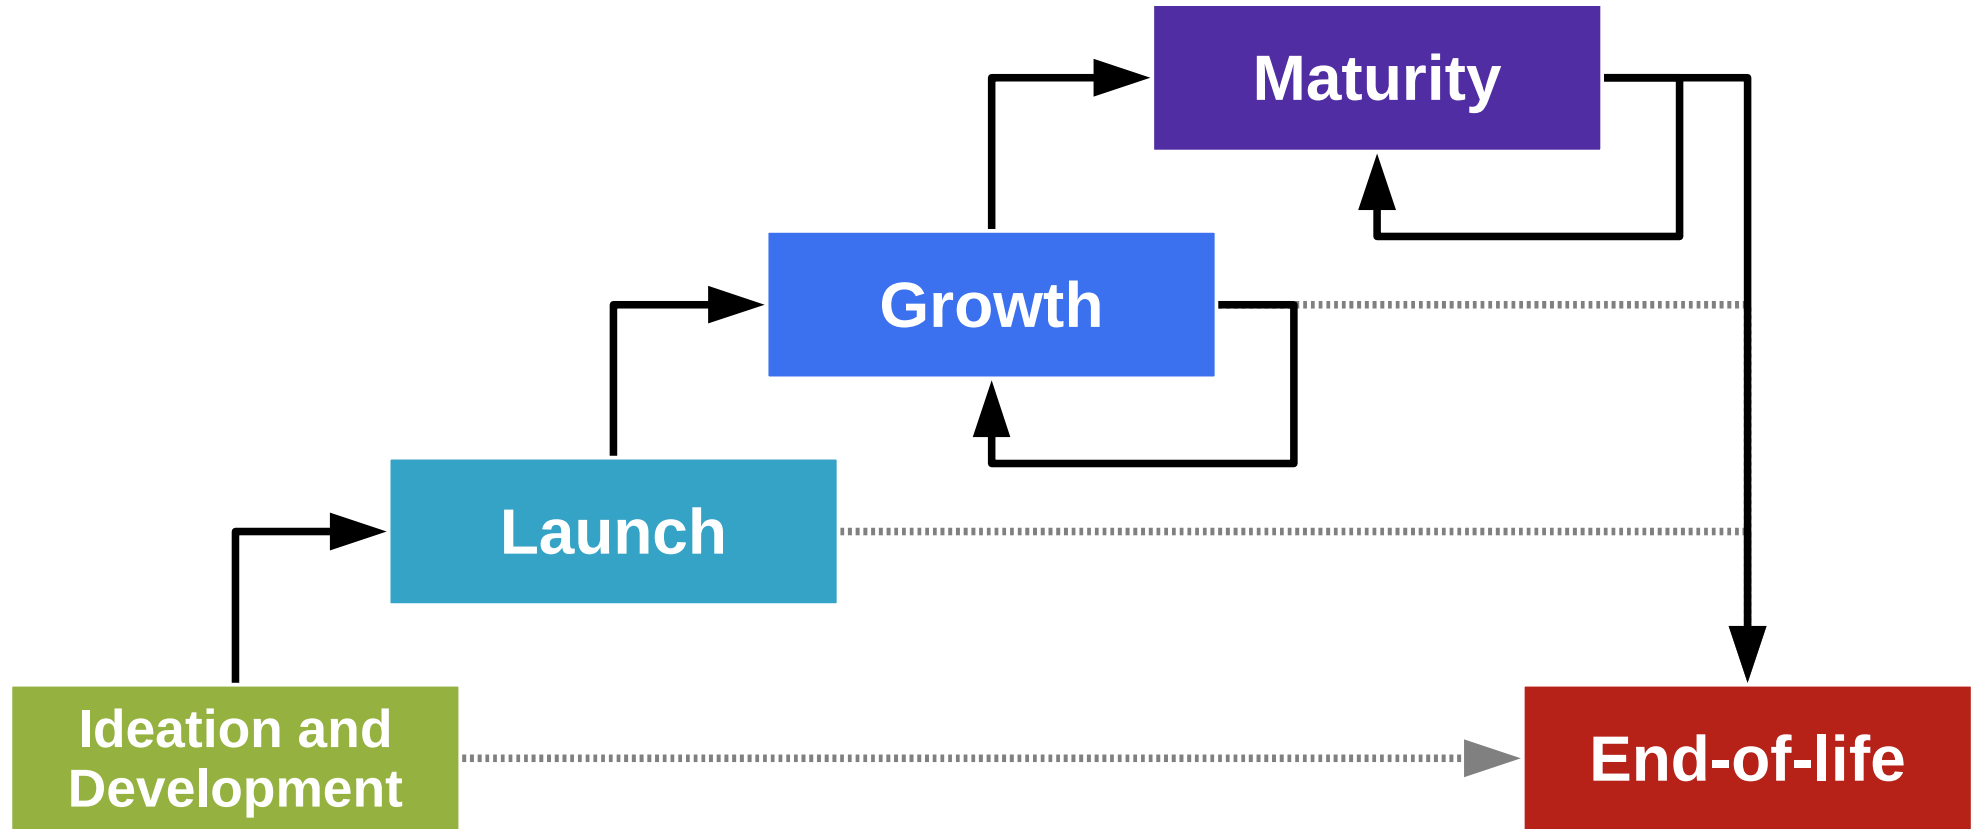 Maturity
Growth
Launch
Ideation and
Development
End-of-life